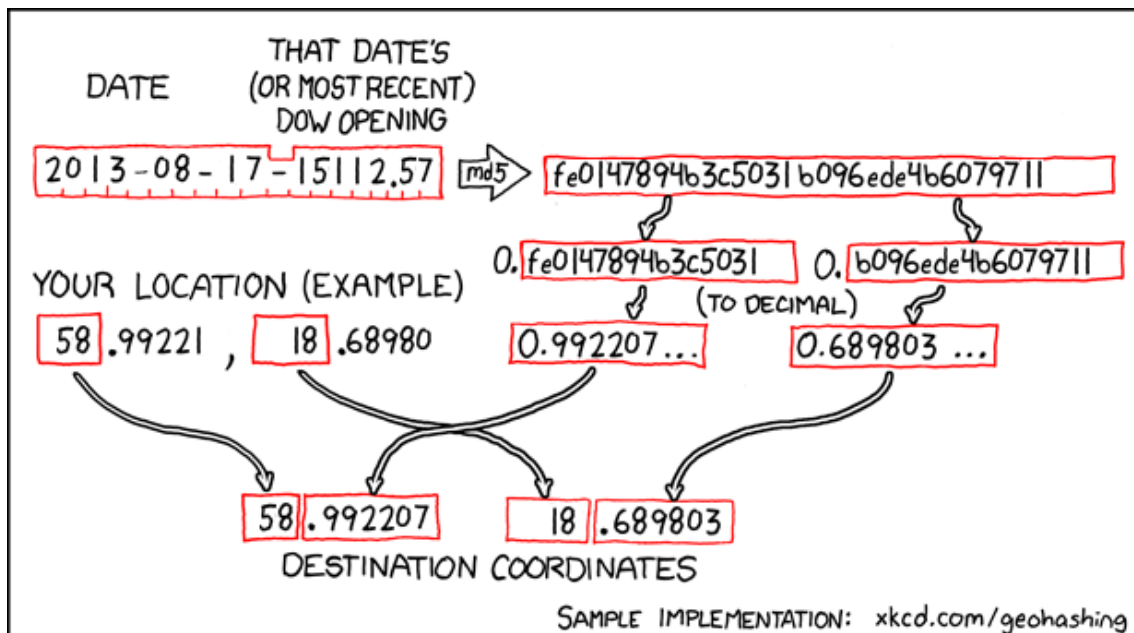 DATE
THAT DATE'S
(OR MOST RECENT)
DOW OPENING
2013-08-17-15112.57
md5
fe0147894b3c5031b096ede4b6079711
0.fe0147894b3c5031
0. b096ede4b6079711
(TO DECIMAL)
YOUR LOCATION (EXAMPLE)
58.99221, 18.68980
0.992207...
0.689803 ...
58.992207
18.689803
DESTINATION COORDINATES
SAMPLE IMPLEMENTATION: xkcd.com/geohashing